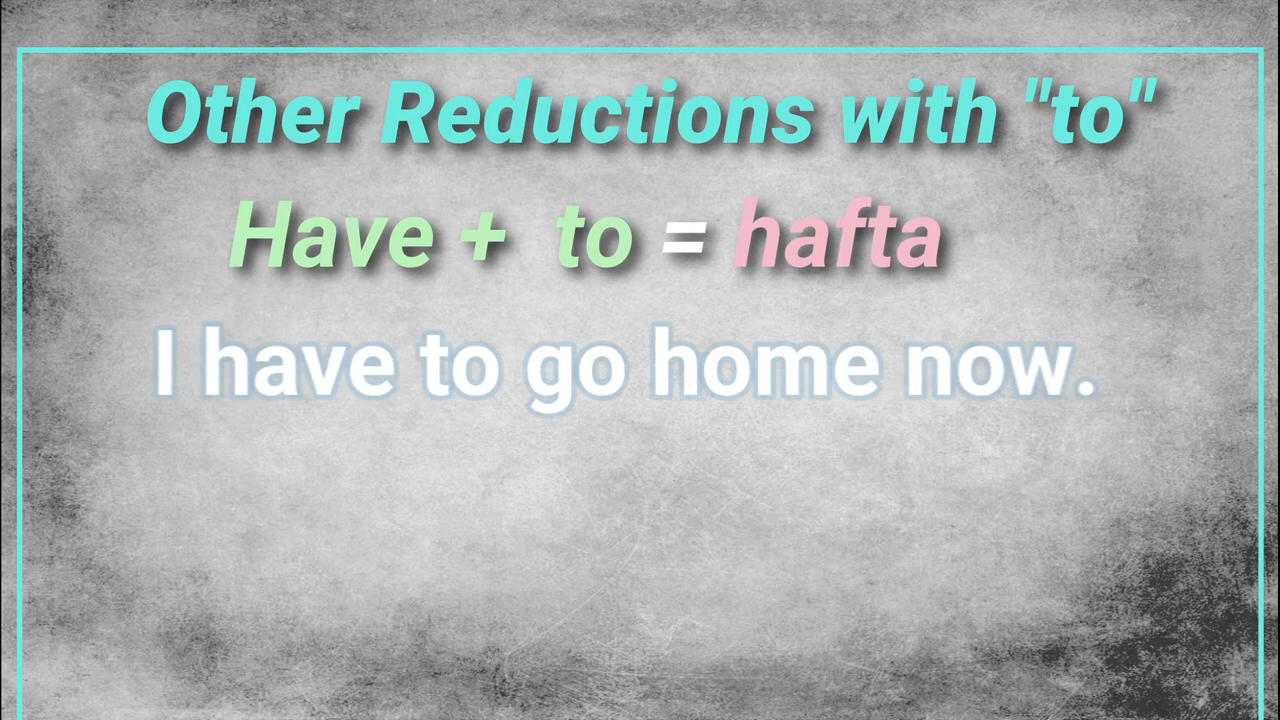 Other Reductions with "to"
Have + to = hafta
I have to go home now.